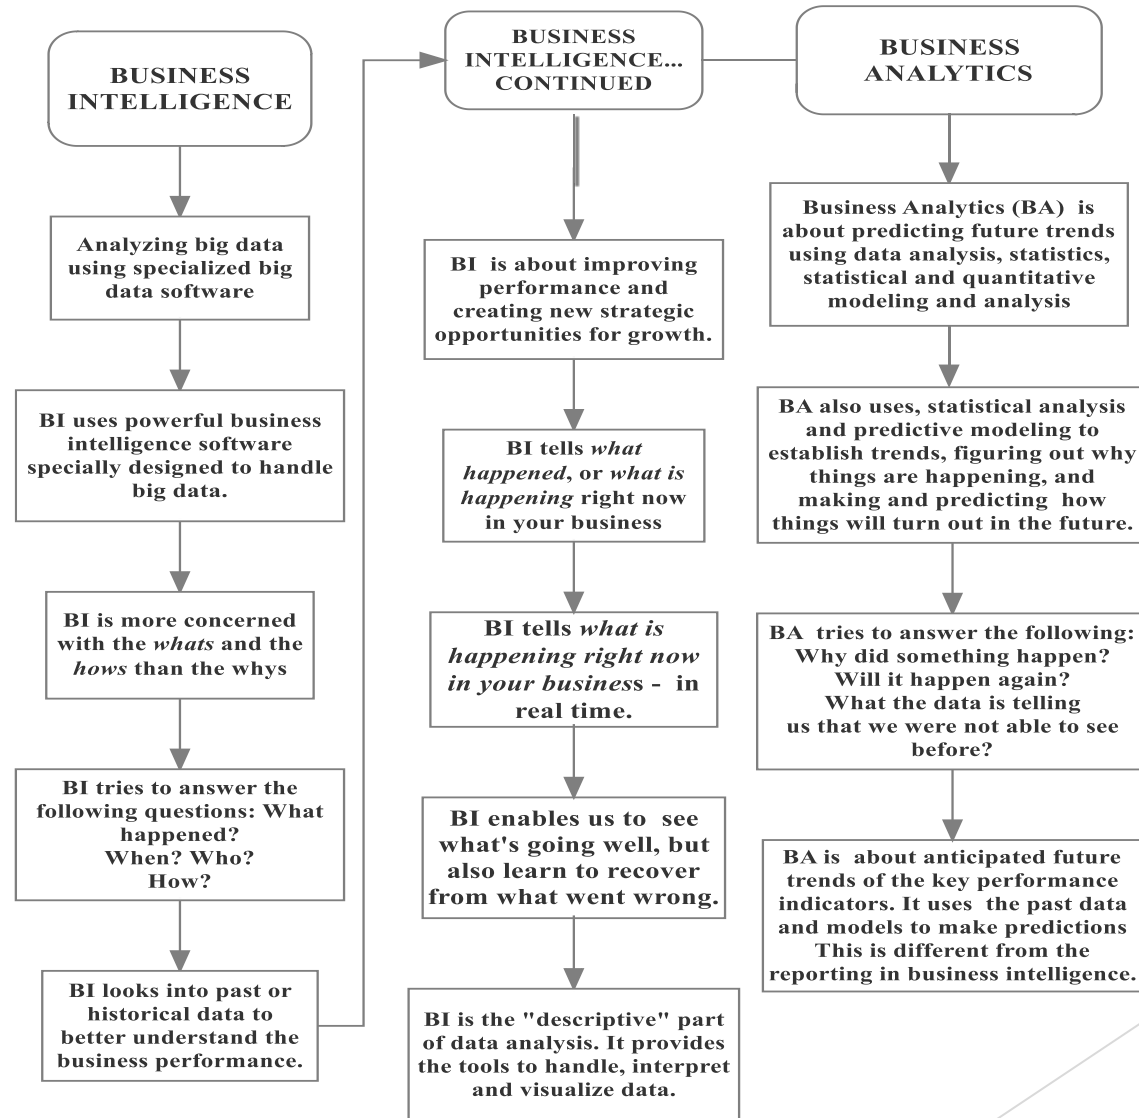 BUSINESS
INTELLIGENCE
Analyzing big data
using specialized big
data software
BI uses powerful business
intelligence software
specially designed to handle
big data.
BI is more concerned
with the whats and the
hows than the whys
BI tries to answer the
following questions: What
happened?
When? Who?
How?
BI looks into past or
historical data to
better understand the
business performance.
BUSINESS
INTELLIGENCE...
CONTINUED
BI is about improving
performance and
creating new strategic
opportunities for growth.
BI tells what
happened, or what is
happening right now
in your business
BI tells what is
happening right now
in your business - in
real time.
BI enables us to see
what's going well, but
also learn to recover
from what went wrong.
BI is the "descriptive" part
of data analysis. It provides
the tools to handle, interpret
and visualize data.
BUSINESS
ANALYTICS
Business Analytics (BA) is
about predicting future trends
using data analysis, statistics,
statistical and quantitative
modeling and analysis
BA also uses, statistical analysis
and predictive modeling to
establish trends, figuring out why
things are happening, and
making and predicting how
things will turn out in the future.
BA tries to answer the following:
Why did something happen?
Will it happen again?
What the data is telling
us that we were not able to see
before?
BA is about anticipated future
trends of the key performance
indicators. It uses the past data
and models to make predictions
This is different from the
reporting in business intelligence.